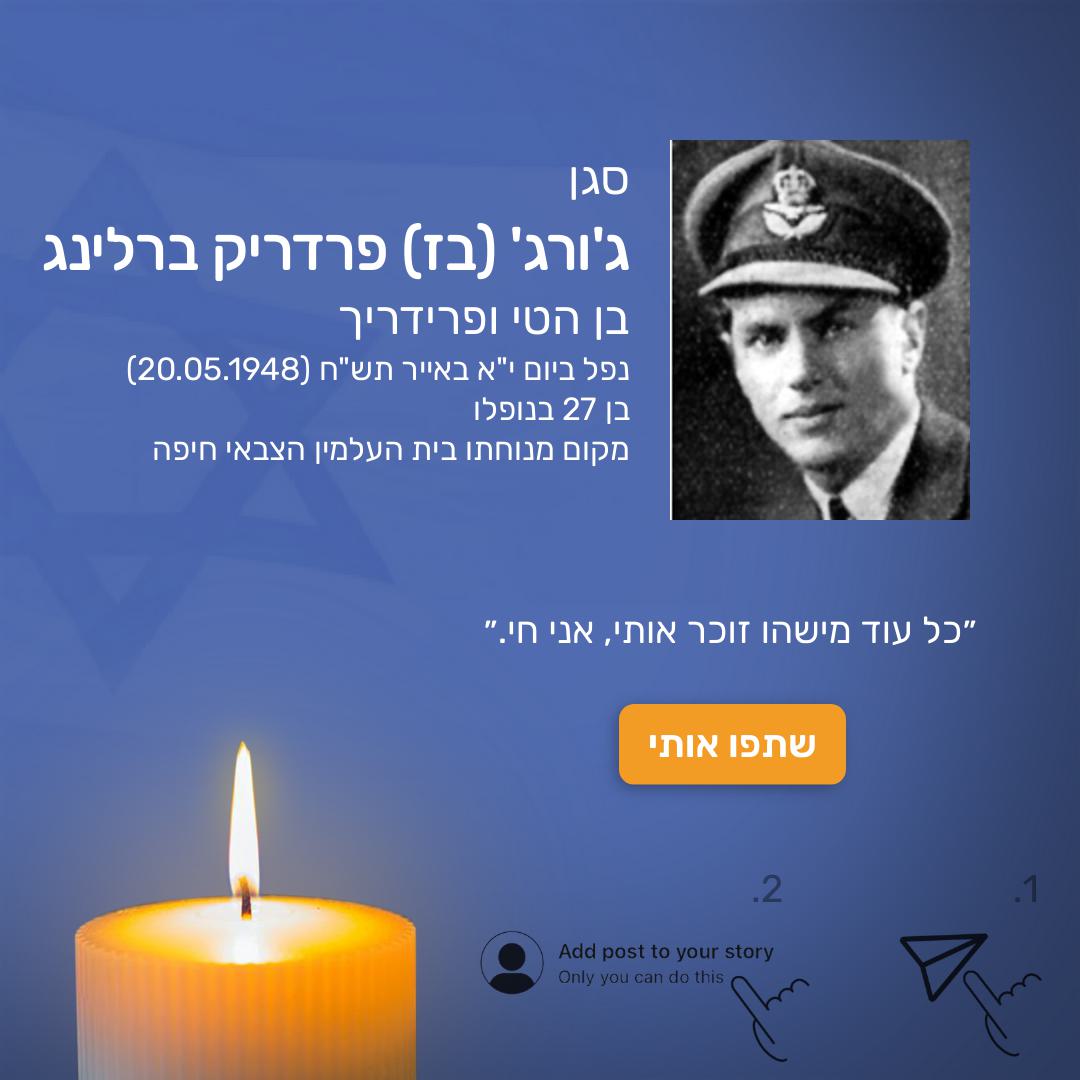 סגן
ג'ורג' (בז) פרדריק ברלינג
בן הטי ופרידריך
נפל ביום י"א באייר תש"ח (20.05.1948)
בן 27 בנופלו
מקום מנוחתו בית העלמין הצבאי חיפה
״כל עוד מישהו זוכר אותי, אני חי.״
שתפו אותי
1.
2.
Add post to your story
Only you can do this